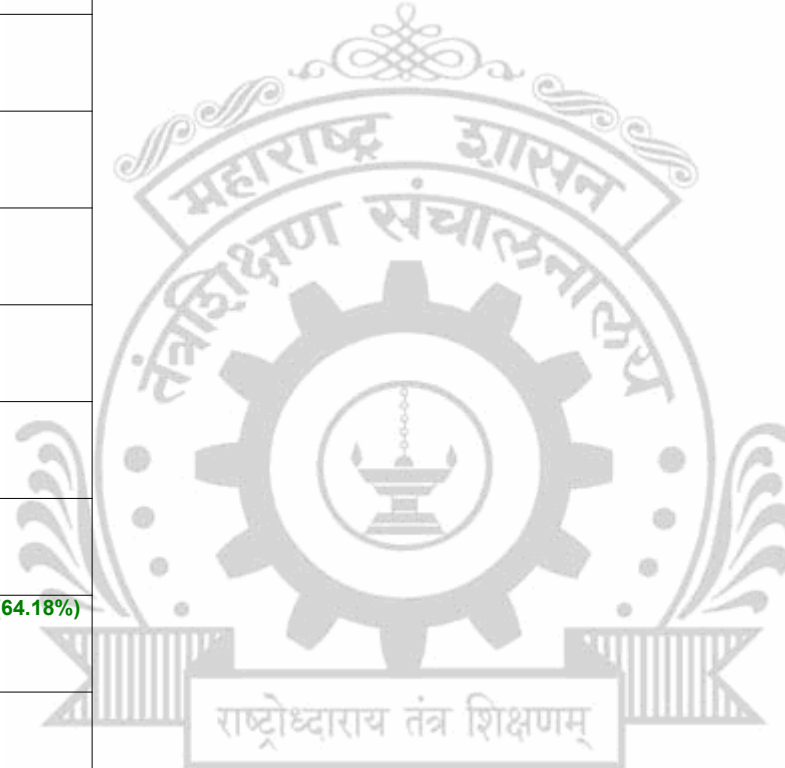 महाराष्ट्र शासन
तंत्रशिक्षण संचालनालय
64.18%)
राष्ट्रोध्दाराय तंत्र शिक्षणम्